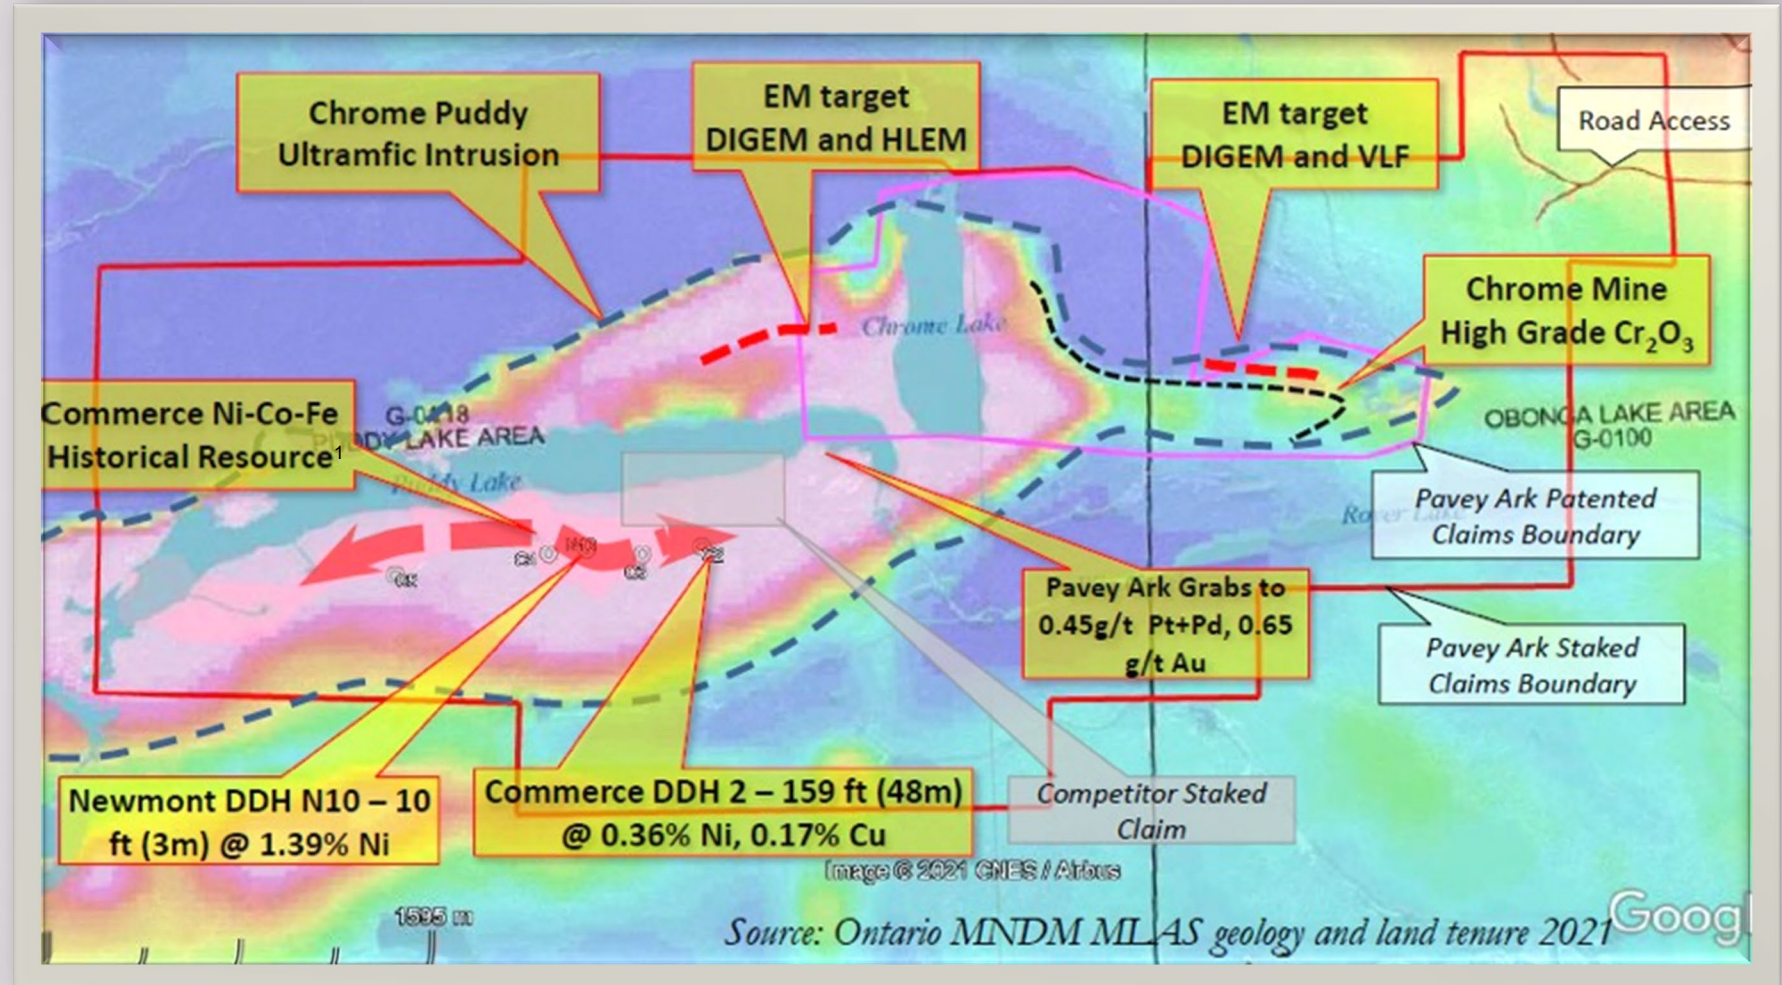 Chrome Puddy
Ultramfic Intrusion
EM target
DIGEM and HLEM
EM target
DIGEM and VLF
Road Access
Chrome Mine
High Grade Cr₂O₃
Chrome Lake
Commerce Ni-Co-Fe
Historical Resource¹
PUDDY LAKE AREA
Puddy Lake
OBONGA LAKE AREA
G-0100
Pavey Ark Patented
Claims Boundary
Pavey Ark Grabs to
0.45g/t Pt+Pd, 0.65
g/t Au
Pavey Ark Staked
Claims Boundary
Newmont DDH N10 – 10
ft (3m) @ 1.39% Ni
Commerce DDH 2 – 159 ft (48m)
@ 0.36% Ni, 0.17% Cu
Competitor Staked
Claim
Image © 2021 CNES / Airbus
1595 m
Source: Ontario MNDM MLAS geology and land tenure 2021
Googl